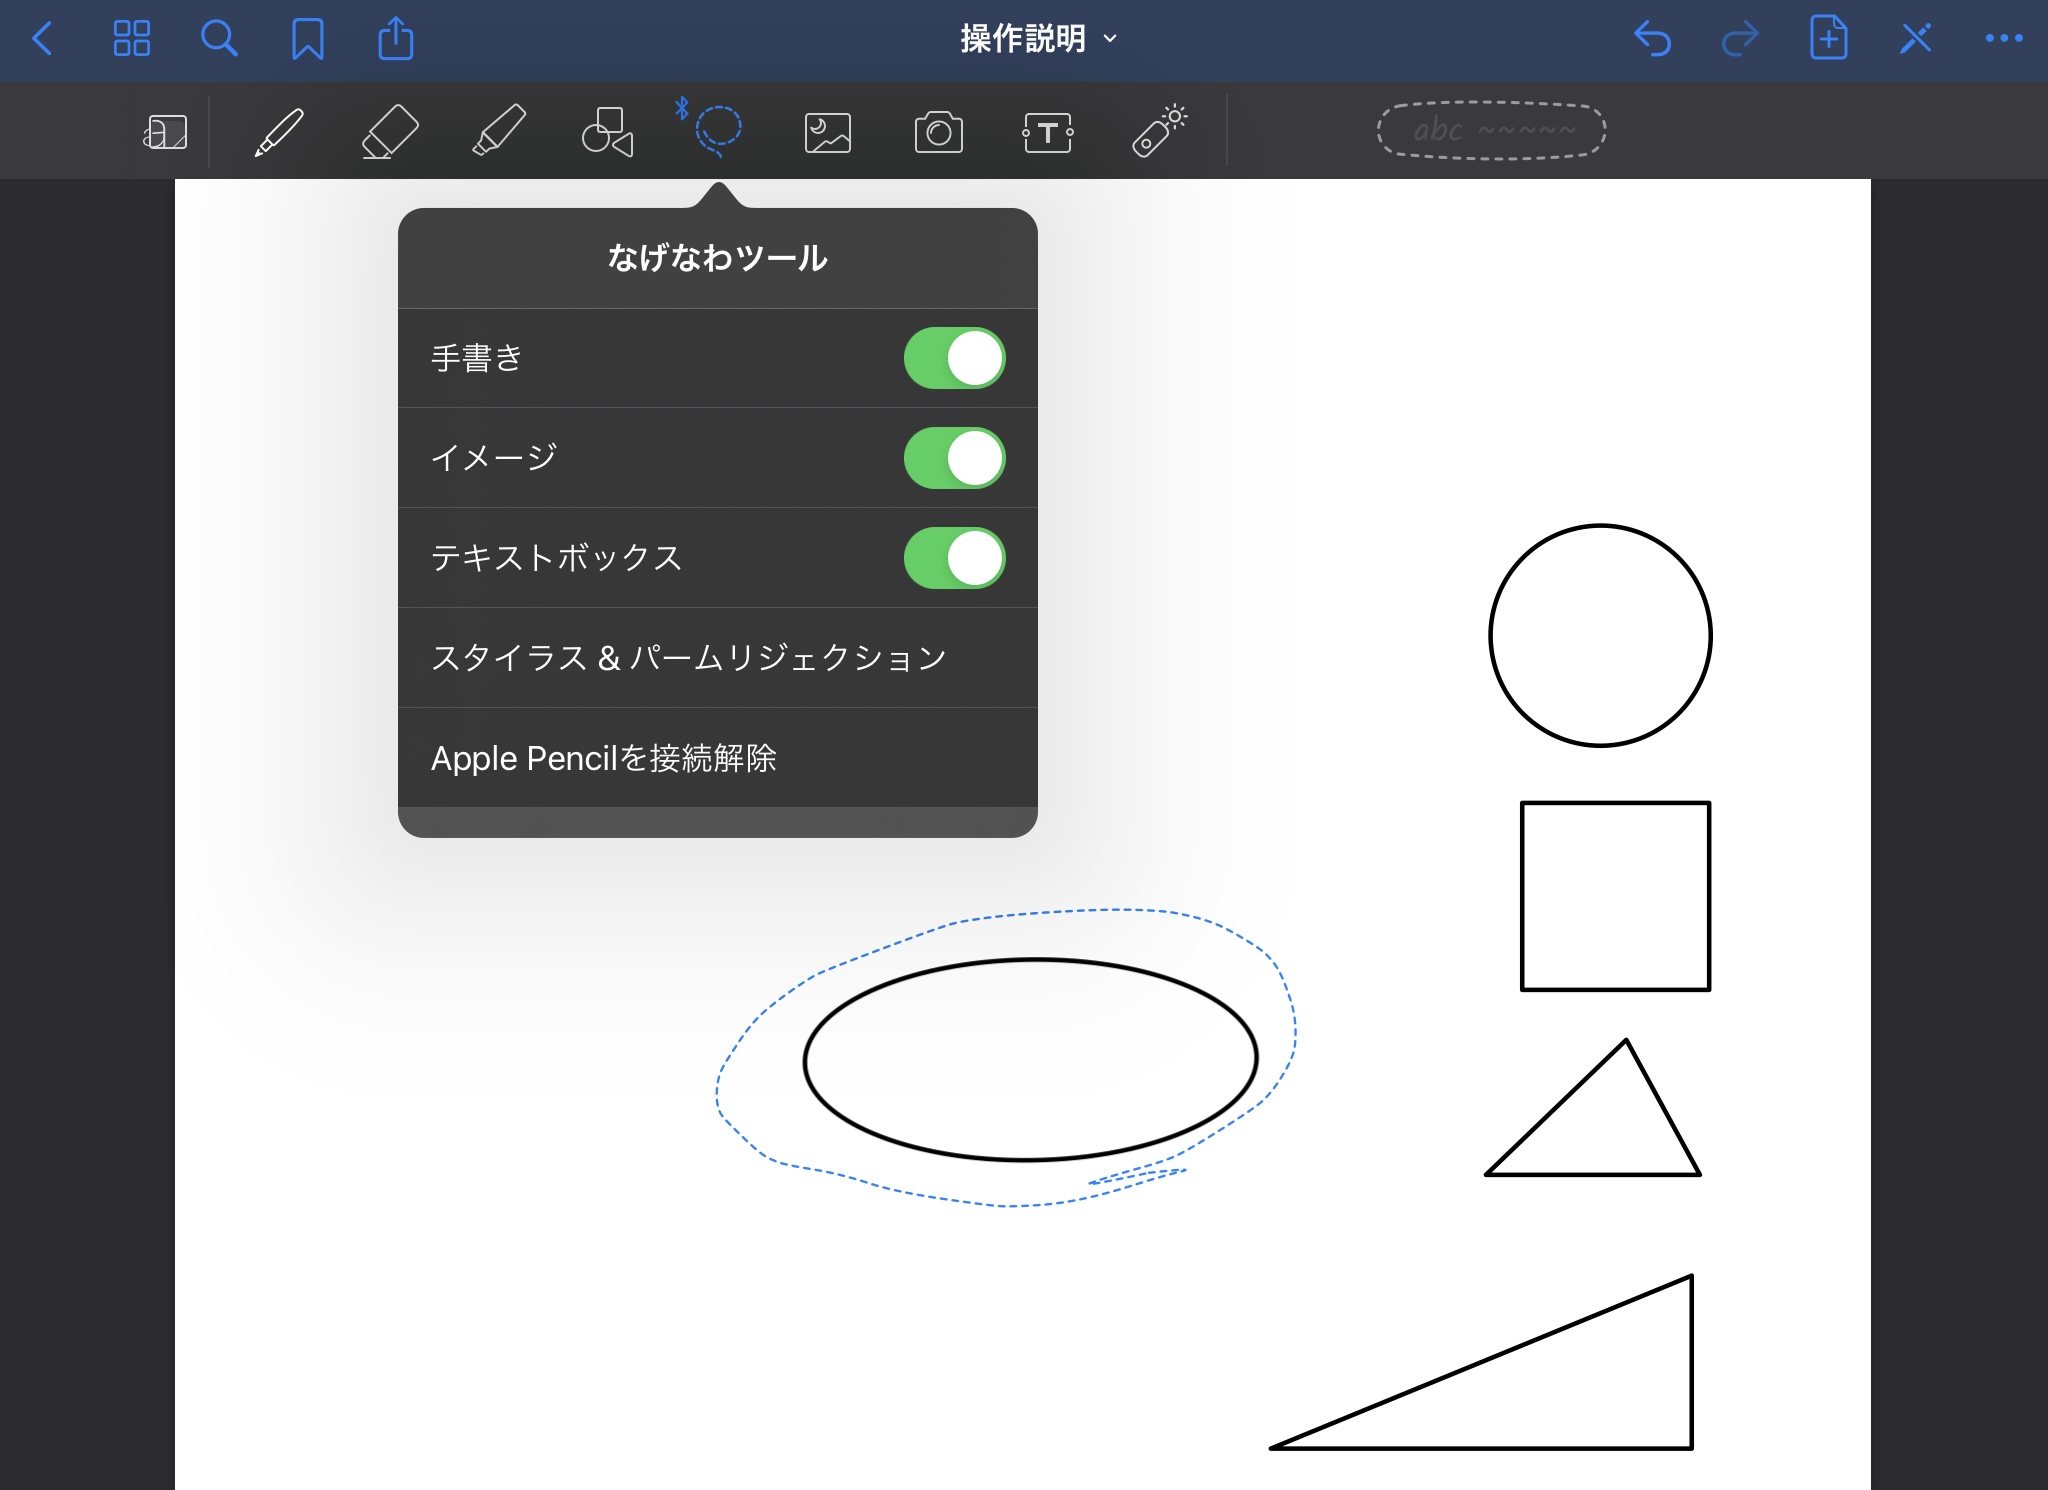 操作説明
abc ~~~~~
なげなわツール
手書き
イメージ
テキストボックス
スタイラス & パームリジェクション
Apple Pencilを接続解除